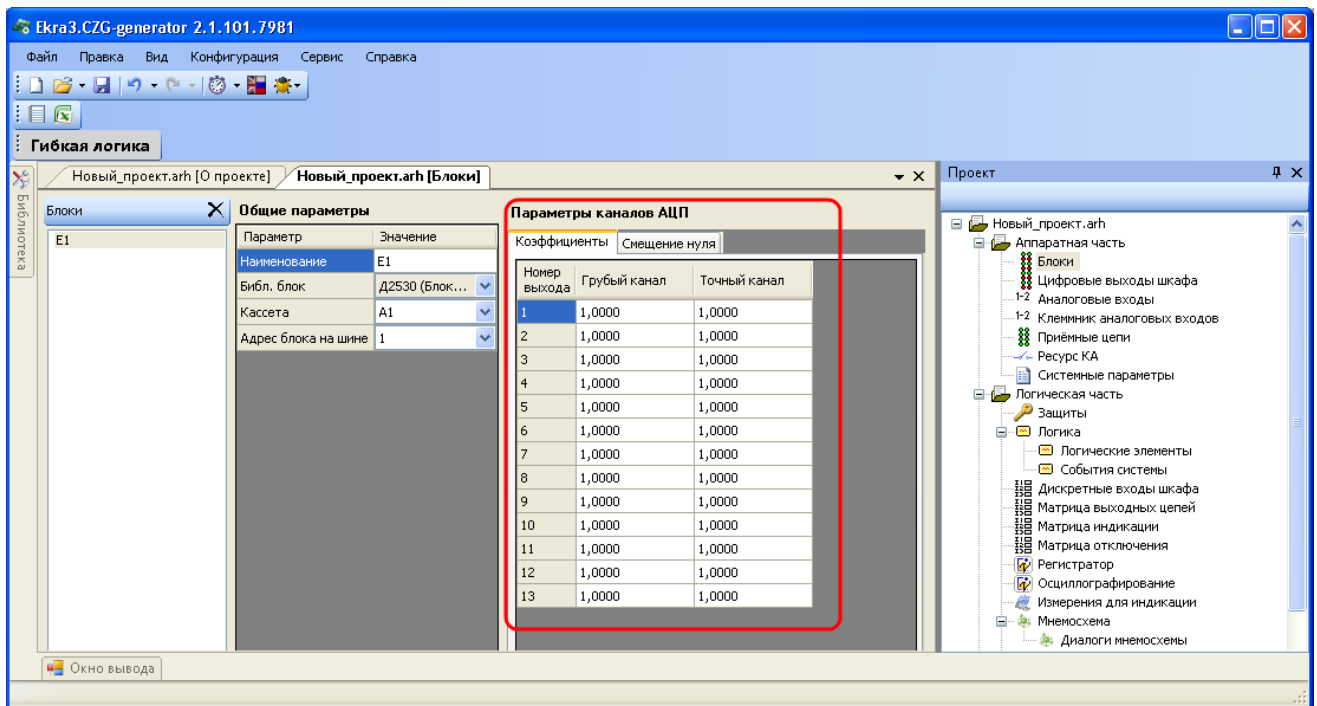 Ekra3.CZG-generator 2.1.101.7981
Файл Правка Вид Конфигурация Сервис Справка
Гибкая логика
Библиотека
Новый_проект.arh [О проекте] Новый_проект.arh [Блоки]
Блоки
E1
Общие параметры
Параметр Значение
Наименование E1
Библ. блок Д2530 (Блок...
Кассета A1
Адрес блока на шине 1
Параметры каналов АЦП
Коэффициенты Смещение нуля
Номер выхода Грубый канал Точный канал
1 1,0000 1,0000
2 1,0000 1,0000
3 1,0000 1,0000
4 1,0000 1,0000
5 1,0000 1,0000
6 1,0000 1,0000
7 1,0000 1,0000
8 1,0000 1,0000
9 1,0000 1,0000
10 1,0000 1,0000
11 1,0000 1,0000
12 1,0000 1,0000
13 1,0000 1,0000
Проект
Новый_проект.arh
Аппаратная часть
Блоки
Цифровые выходы шкафа
1-2 Аналоговые входы
1-2 Клеммник аналоговых входов
Приёмные цепи
Ресурс КА
Системные параметры
Логическая часть
Защиты
Логика
Логические элементы
События системы
Дискретные входы шкафа
Матрица выходных цепей
Матрица индикации
Матрица отключения
Регистратор
Осциллографирование
Измерения для индикации
Мнемосхема
Диалоги мнемосхемы
Окно вывода